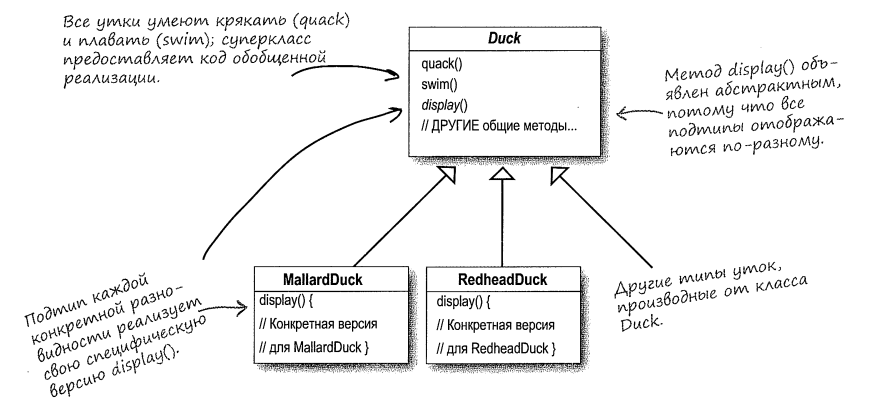 Все утки умеют крякать (quack)
и плавать (swim); суперкласс
предоставляет код обобщенной
реализации.
Duck
quack()
swim()
display()
// ДРУГИЕ общие методы...
Метод display() объ-
явлен абстрактным,
потому что все
подтипы отобража-
ются по-разному.
Подтип каждой
конкретной разно-
видности реализует
свою специфическую
версию display().
MallardDuck
display() {
// Конкретная версия
// для MallardDuck }
RedheadDuck
display() {
// Конкретная версия
// для RedheadDuck }
Другие типы уток,
производные от класса
Duck.